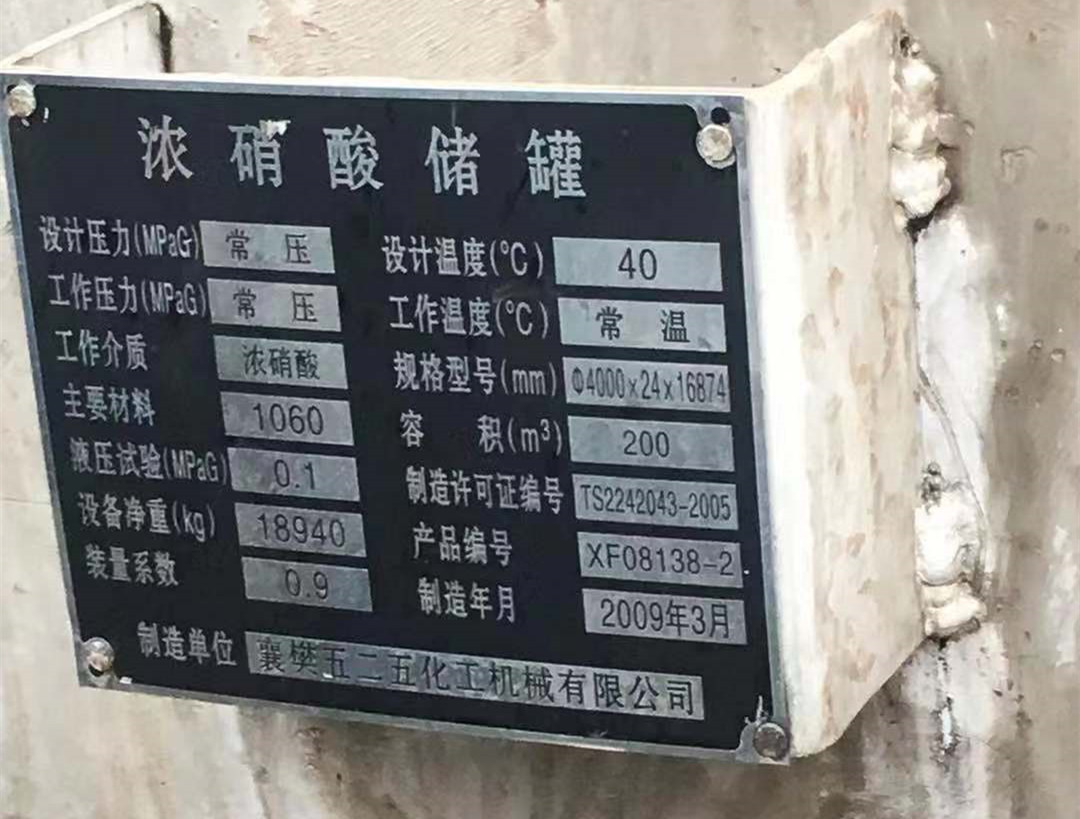 浓硝酸储罐
设计压力(MPaG) 常 压 设计温度(℃) 40
工作压力(MPaG) 常 压 工作温度(℃) 常 温
工作介质 浓硝酸 规格型号(mm) Φ4000x24x16874
主要材料 1060 容 积(m³) 200
液压试验(MPaG) 0.1 制造许可证编号 TS2242043-2005
设备净重(kg) 18940 产品编号 XF08138-2
装量系数 0.9 制造年月 2009年3月
制造单位 襄樊五二五化工机械有限公司